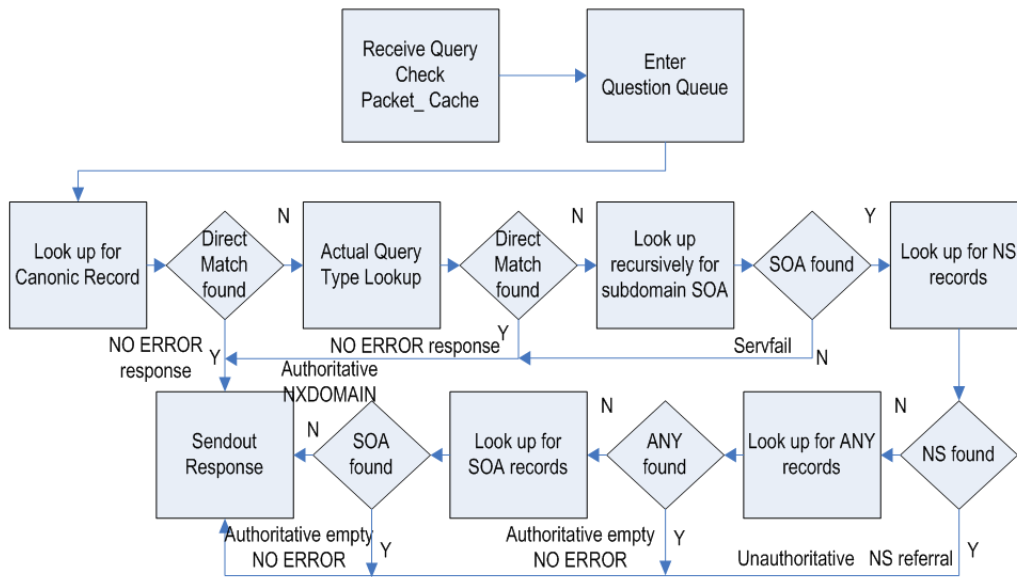 Receive Query
Check
Packet_ Cache
Enter
Question Queue
Look up for
Canonic Record
Direct
Match
found
N
Actual Query
Type Lookup
Direct
Match
found
N
Look up
recursively for
subdomain SOA
SOA found
Y
Look up for NS
records
NO ERROR
response
Y
NO ERROR response
Y
Servfail
N
Authoritative
NXDOMAIN
Sendout
Response
N
SOA
found
Look up for
SOA records
N
ANY
found
Look up for ANY
records
N
NS found
Authoritative empty
NO ERROR
Y
Authoritative empty
NO ERROR
Y
Unauthoritative NS referral
Y